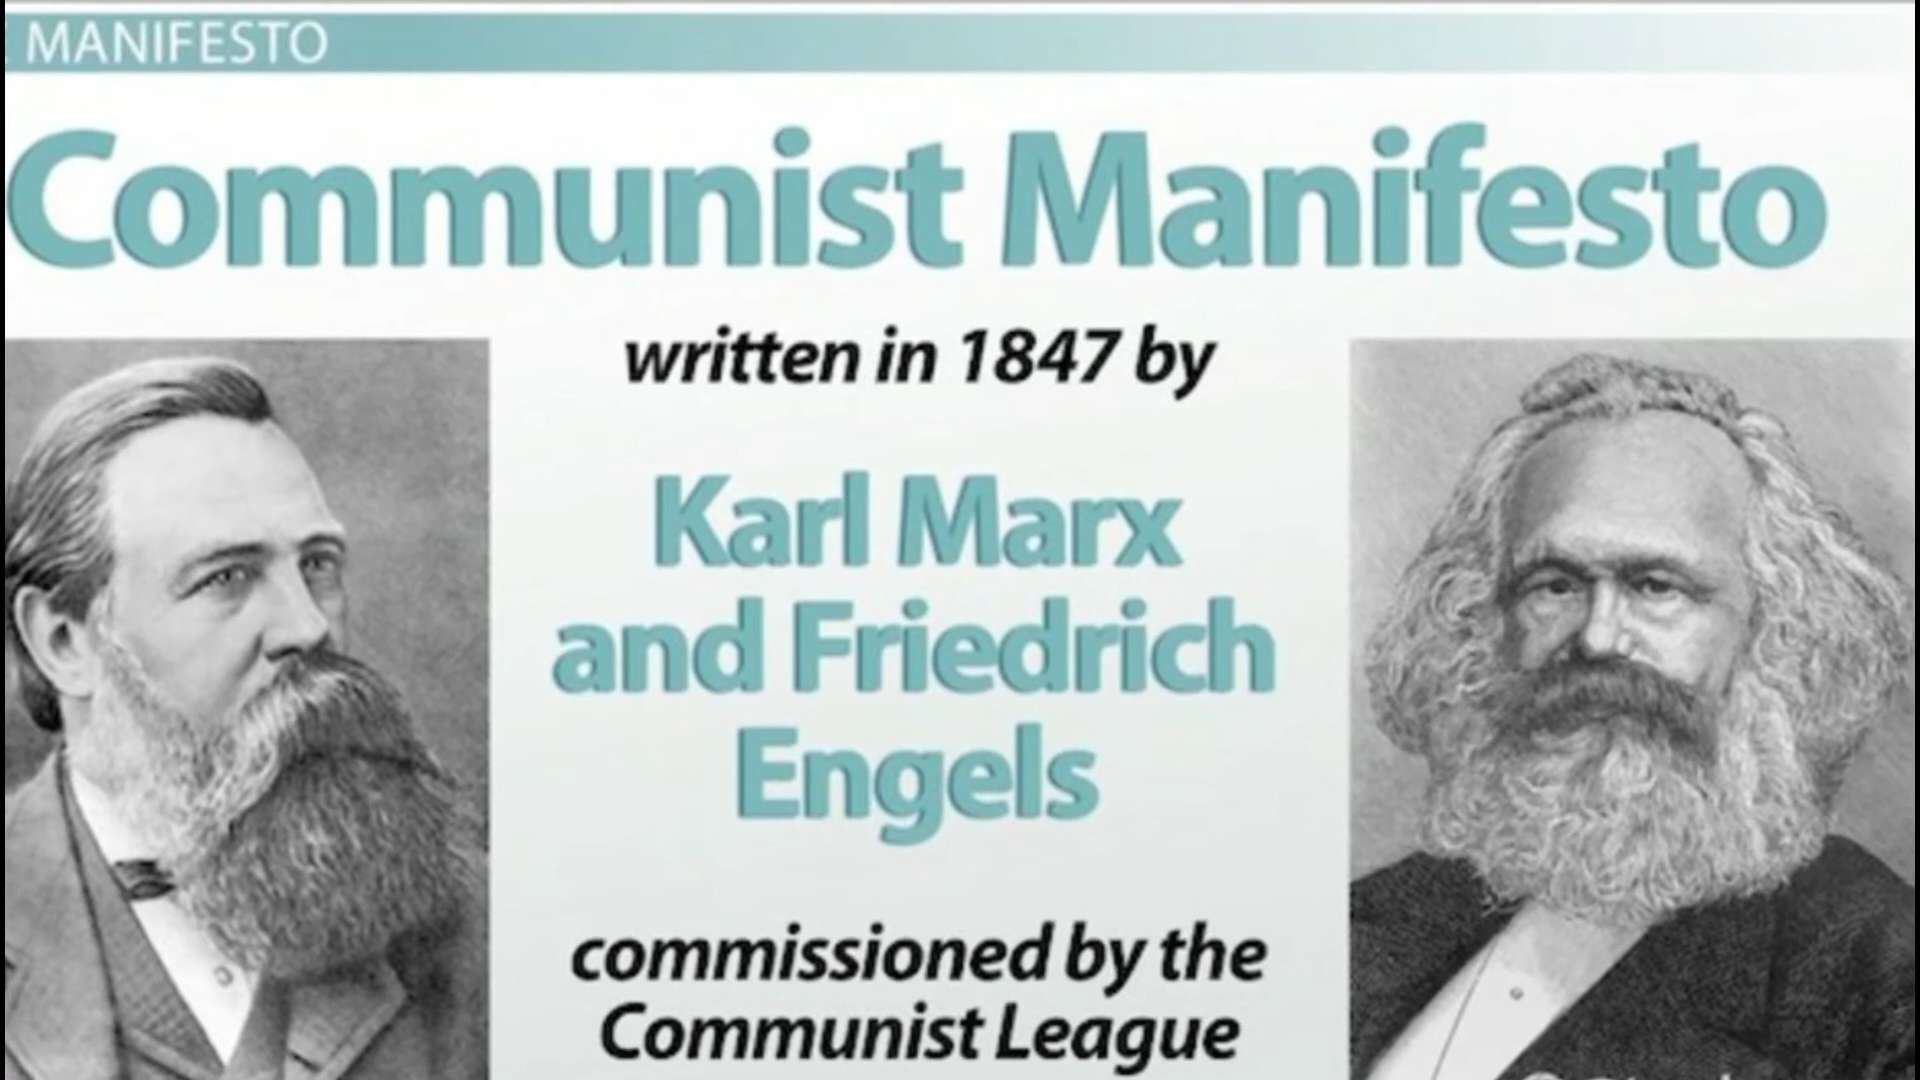 MANIFESTO
Communist Manifesto
written in 1847 by
Karl Marx
and Friedrich
Engels
commissioned by the
Communist League